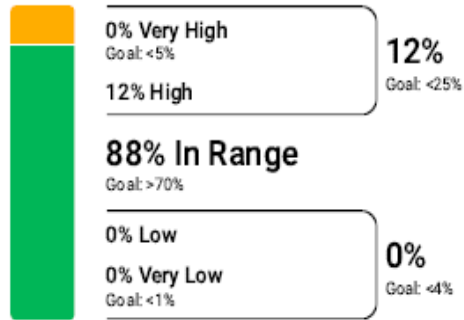 0% Very High
Goal: <5%
12% High
12%
Goal: <25%
88% In Range
Goal: >70%
0% Low
0% Very Low
Goal: <1%
0%
Goal: <4%